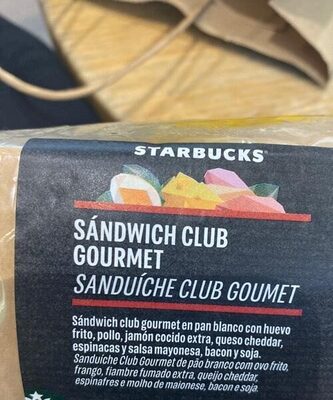 STARBUCKS
SÁNDWICH CLUB
GOURMET
SANDUÍCHE CLUB GOUMET
Sándwich club gourmet en pan blanco con huevo
frito, pollo, jamón cocido extra, queso cheddar,
espinacas y salsa mayonesa, bacon y soja.
Sanduíche Club Gourmet de pão branco com ovo frito,
frango, fiambre fumado extra, queijo cheddar,
espinafres e molho de maionese, bacon e soja.